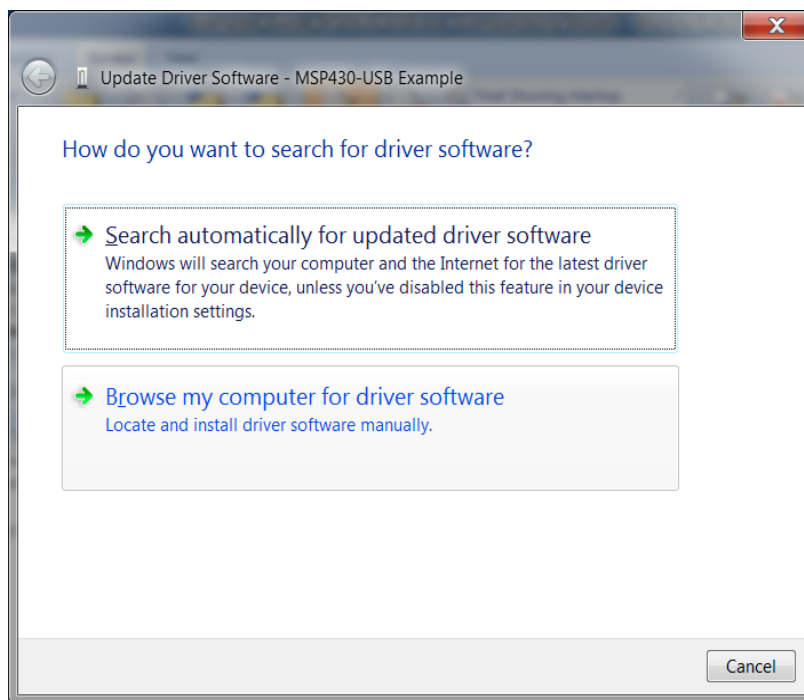 Update Driver Software - MSP430-USB Example
How do you want to search for driver software?
Search automatically for updated driver software
Windows will search your computer and the Internet for the latest driver
software for your device, unless you've disabled this feature in your device
installation settings.
Browse my computer for driver software
Locate and install driver software manually.
Cancel